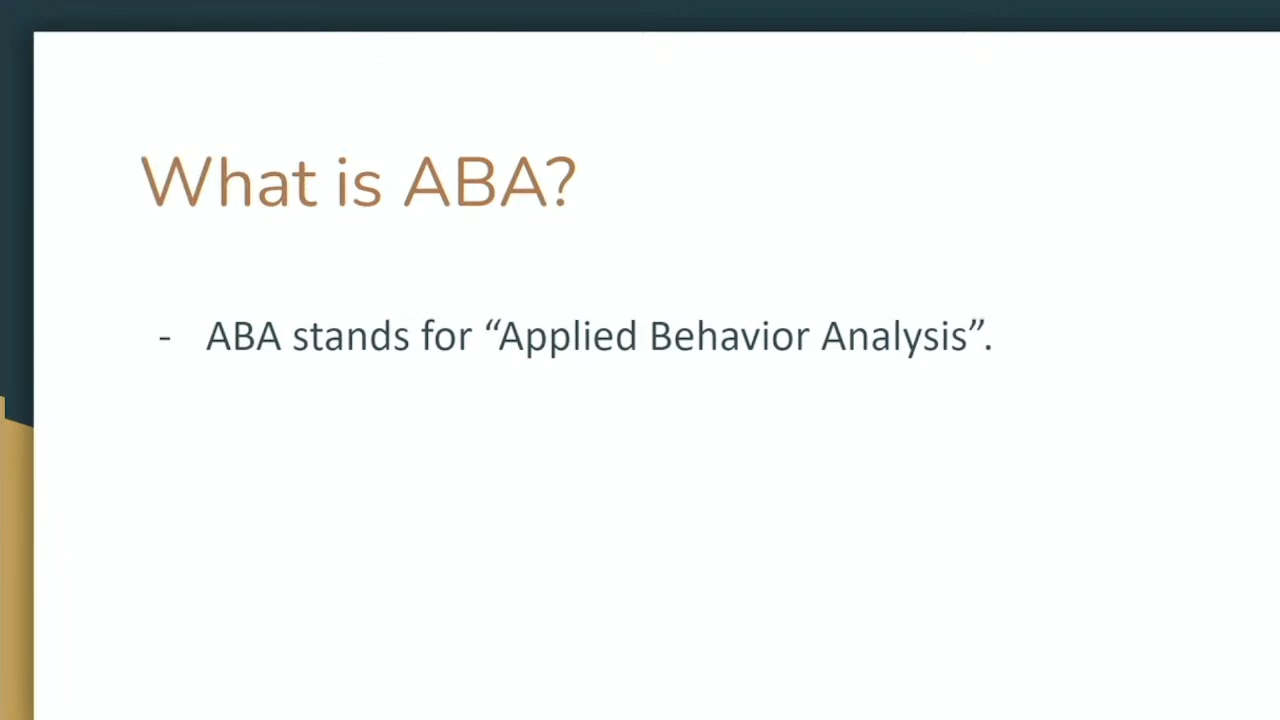 What is ABA?
- ABA stands for “Applied Behavior Analysis”.